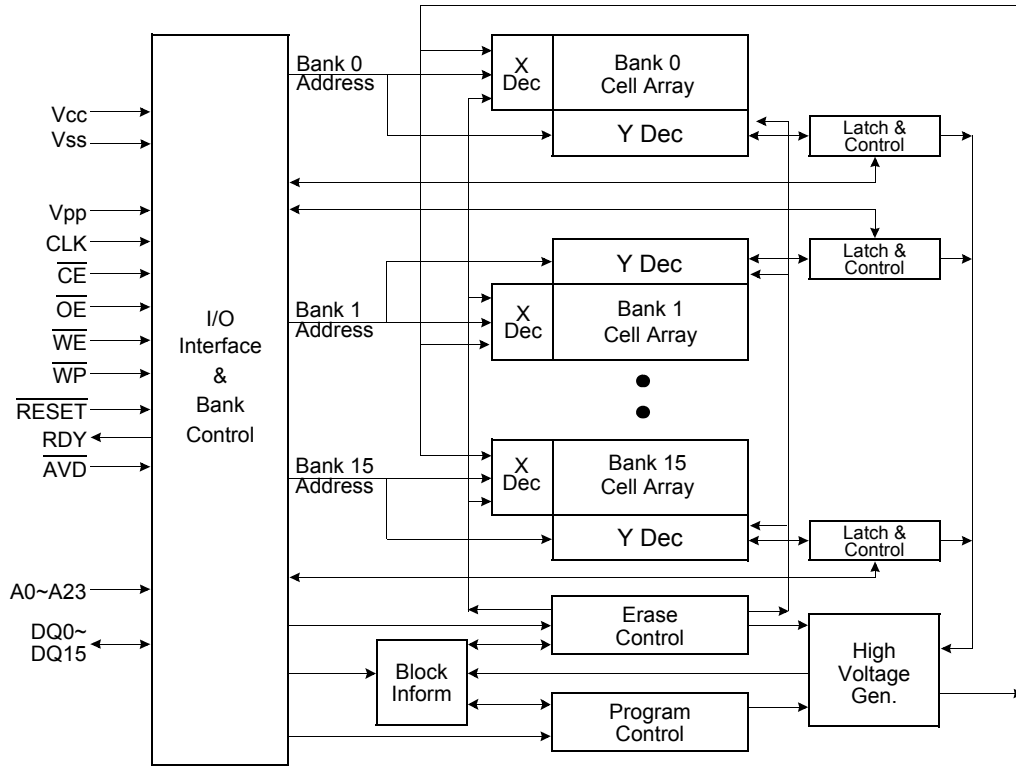 Vcc
Vss
Vpp
CLK
CE
OE
WE
WP
RESET
RDY
AVD
A0~A23
DQ0~
DQ15
I/O
Interface
&
Bank
Control
Bank 0
Address
X
Dec
Bank 0
Cell Array
Y Dec
Latch &
Control
Bank 1
Address
Y Dec
Latch &
Control
X
Dec
Bank 1
Cell Array
Bank 15
Address
X
Dec
Bank 15
Cell Array
Y Dec
Latch &
Control
Erase
Control
Block
Inform
High
Voltage
Gen.
Program
Control